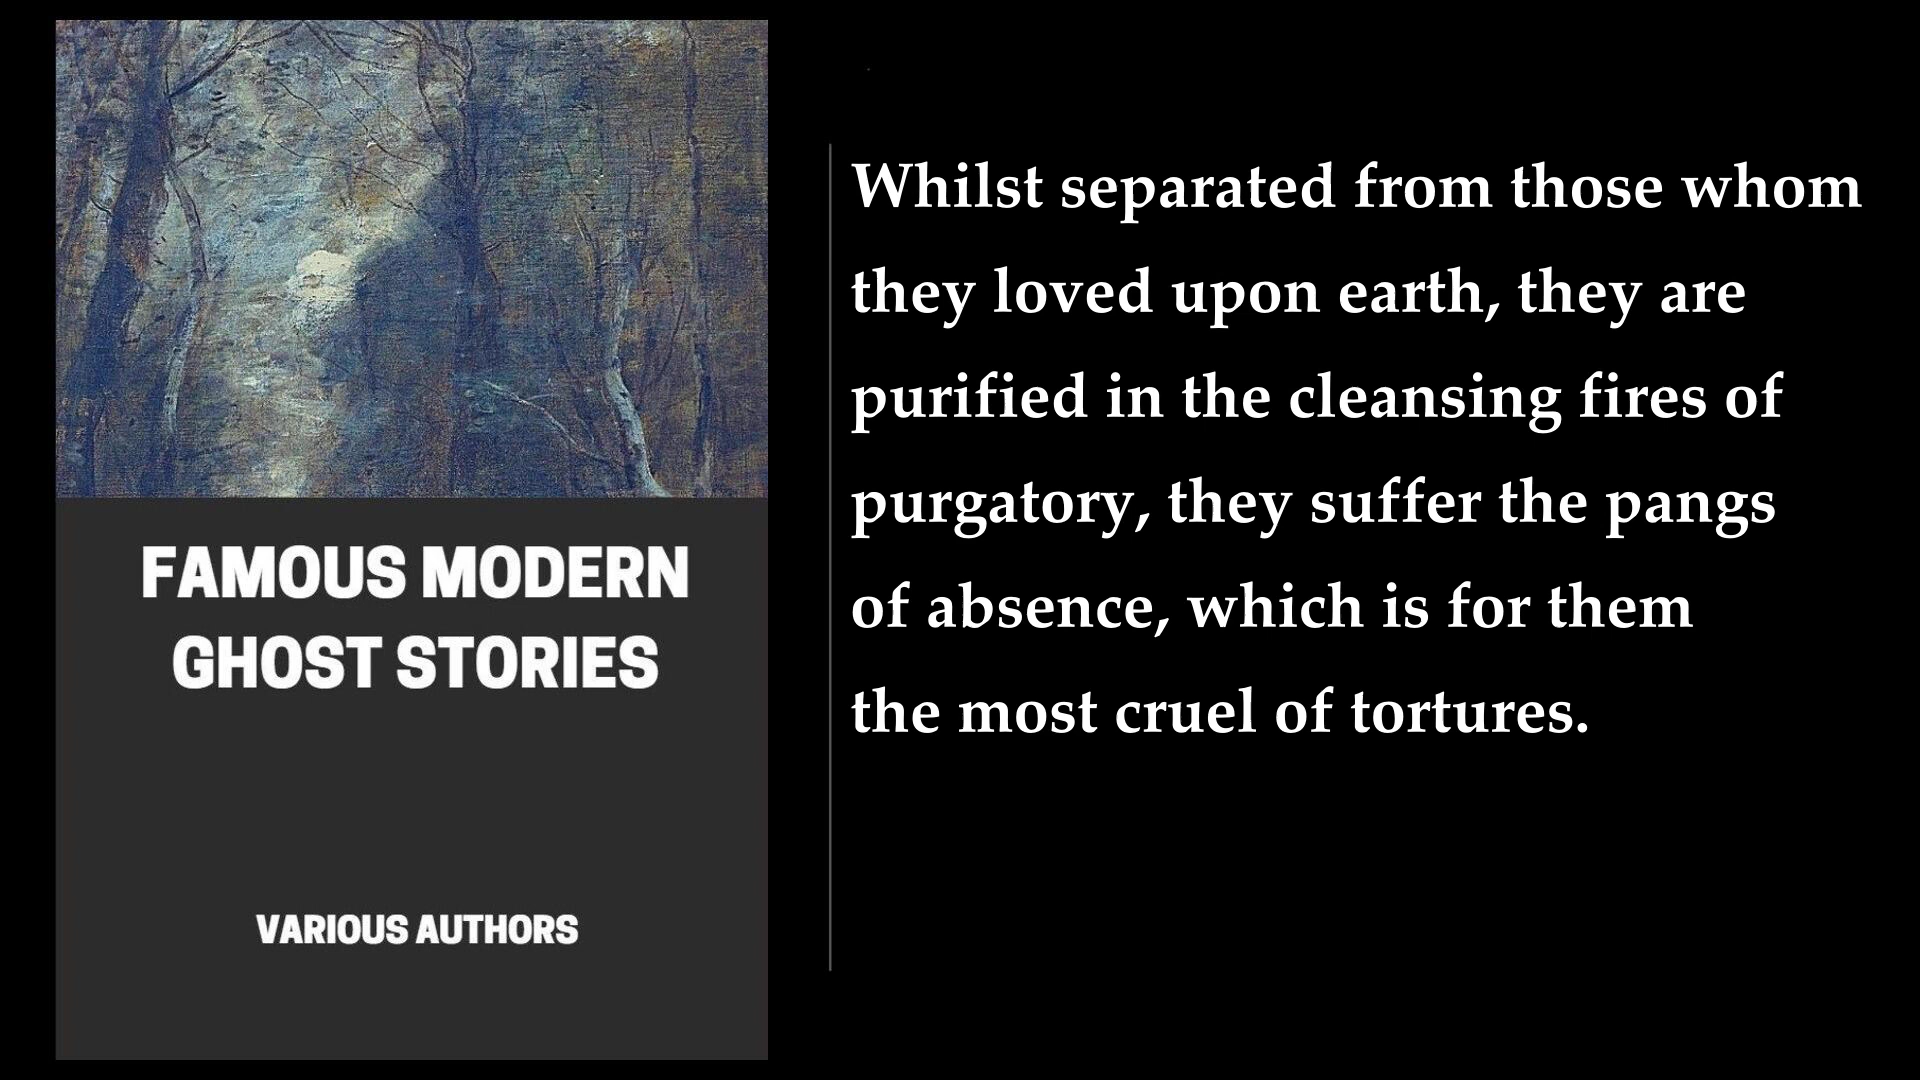 FAMOUS MODERN
GHOST STORIES
VARIOUS AUTHORS
Whilst separated from those whom
they loved upon earth, they are
purified in the cleansing fires of
purgatory, they suffer the pangs
of absence, which is for them
the most cruel of tortures.